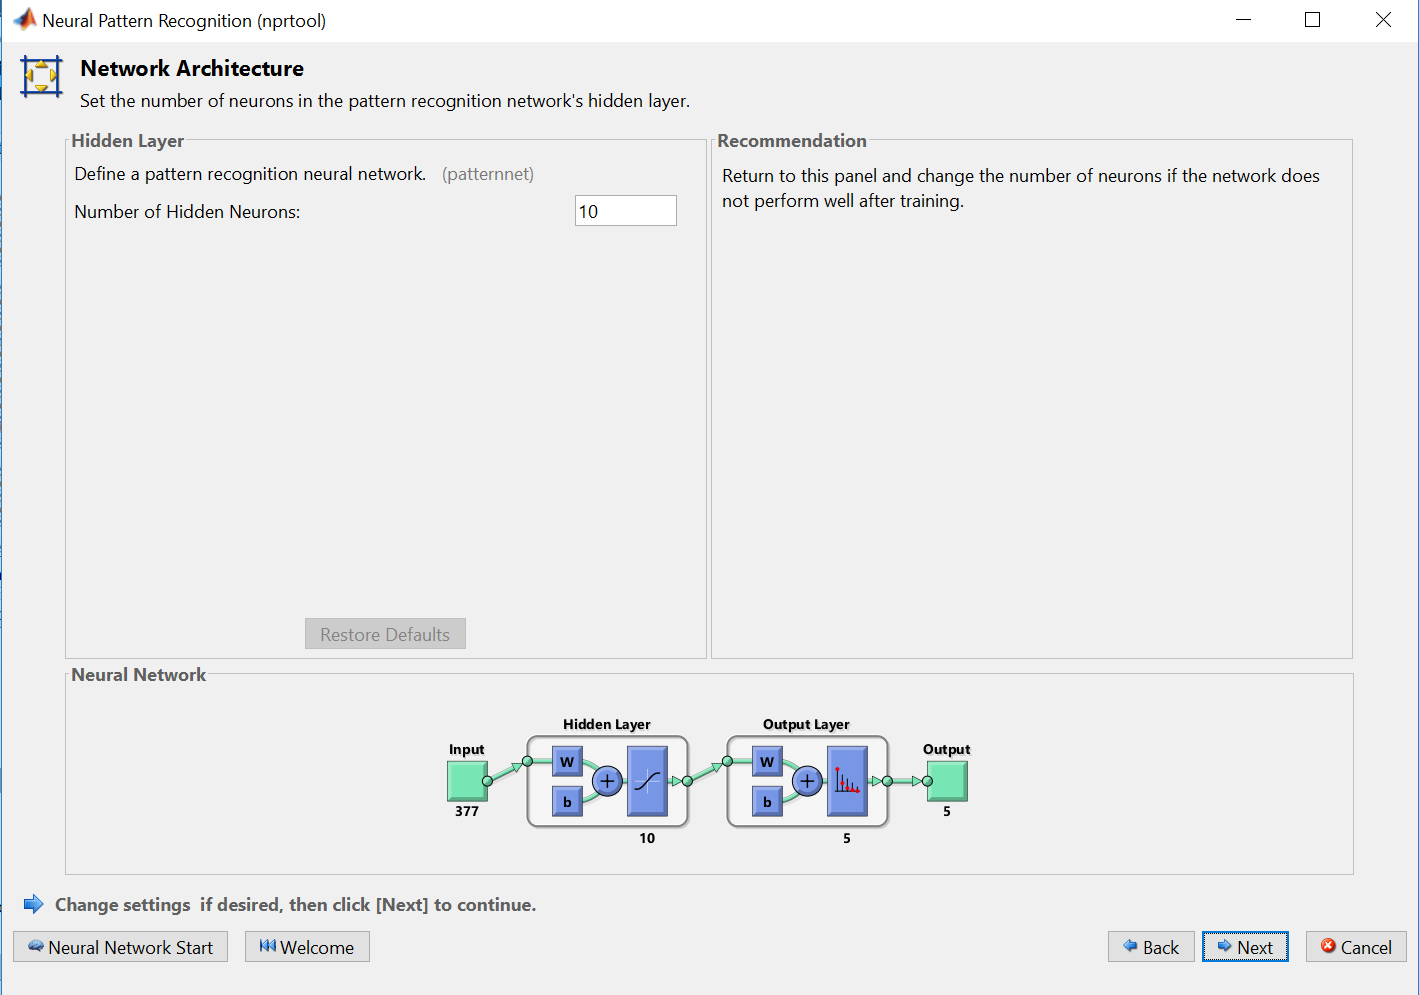 Neural Pattern Recognition (nprtool)
Network Architecture
Set the number of neurons in the pattern recognition network's hidden layer.
Hidden Layer
Define a pattern recognition neural network. (patternnet)
Number of Hidden Neurons: 10
Restore Defaults
Recommendation
Return to this panel and change the number of neurons if the network does
not perform well after training.
Neural Network
Hidden Layer
Output Layer
Input
Output
W
b
+
W
b
+
377
10
5
5
Change settings if desired, then click [Next] to continue.
Neural Network Start
Welcome
Back
Next
Cancel